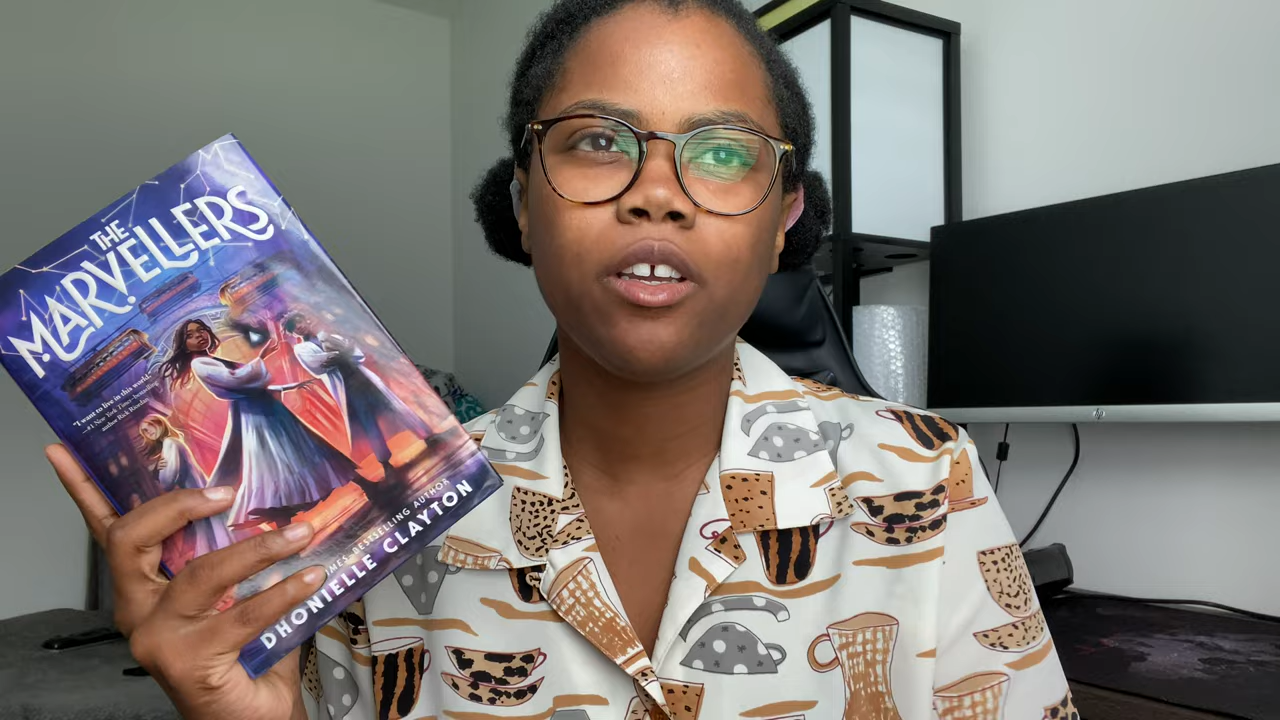 THE
MARVELLERS
"I want to live in this world."
—#1 New York Times–bestselling
author Rick Riordan
TIMES BESTSELLING AUTHOR
DHONIELLE CLAYTON
hp